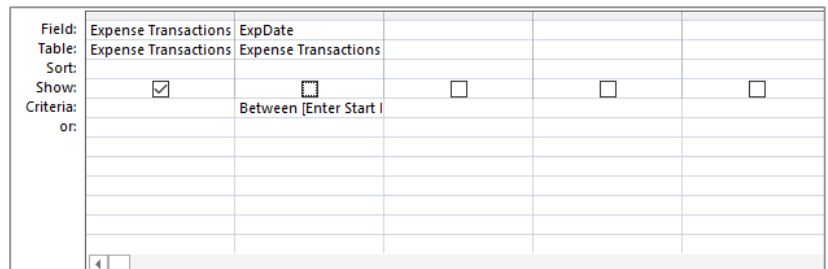 Field: Expense Transactions ExpDate
Table: Expense Transactions Expense Transactions
Sort:
Show:
Criteria: Between [Enter Start
or: